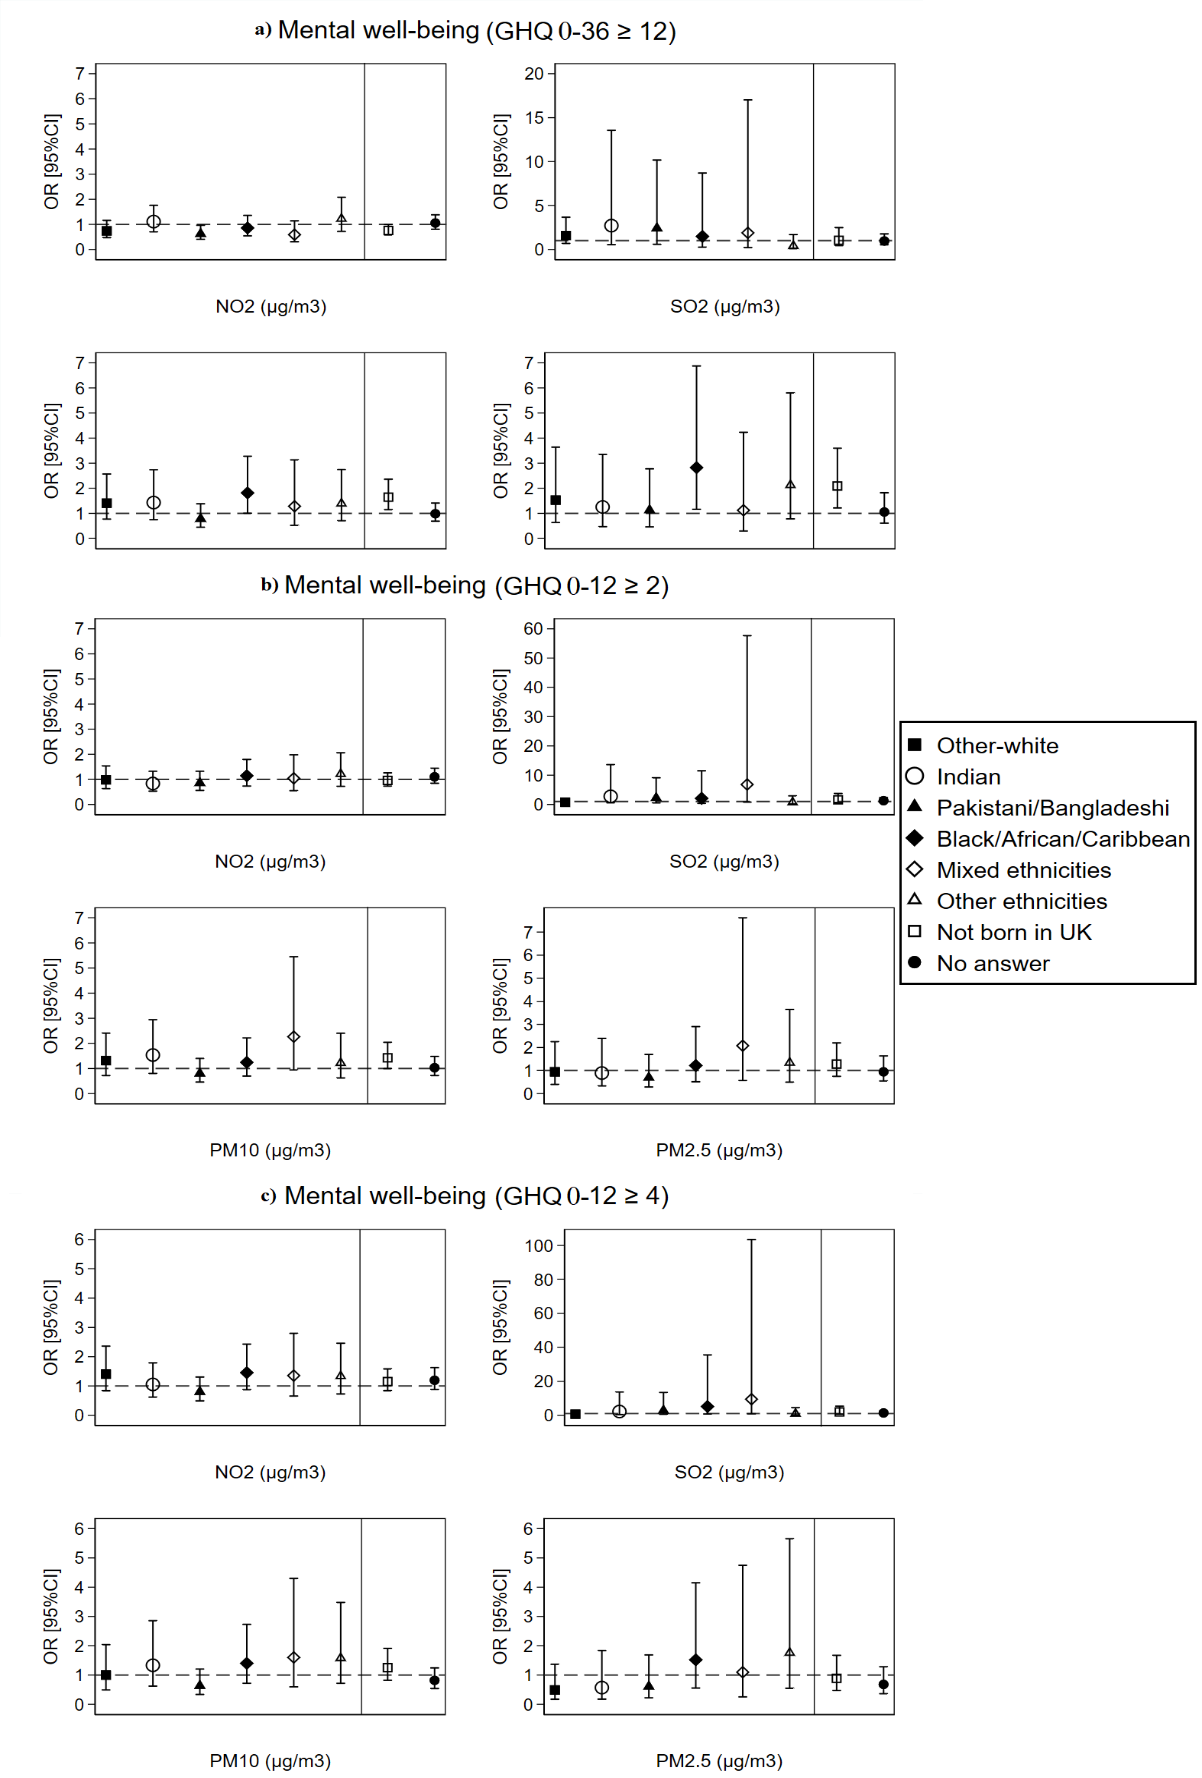 a) Mental well-being (GHQ 0-36 ≥ 12)
OR [95%CI]
7
6
5
4
3
2
1
0
NO2 (µg/m3)
OR [95%CI]
20
15
10
5
0
SO2 (µg/m3)
OR [95%CI]
7
6
5
4
3
2
1
0
OR [95%CI]
7
6
5
4
3
2
1
0
b) Mental well-being (GHQ 0-12 ≥ 2)
OR [95%CI]
7
6
5
4
3
2
1
0
NO2 (µg/m3)
OR [95%CI]
60
50
40
30
20
10
0
SO2 (µg/m3)
Other-white
Indian
Pakistani/Bangladeshi
Black/African/Caribbean
Mixed ethnicities
Other ethnicities
Not born in UK
No answer
OR [95%CI]
7
6
5
4
3
2
1
0
PM10 (µg/m3)
OR [95%CI]
7
6
5
4
3
2
1
0
PM2.5 (µg/m3)
c) Mental well-being (GHQ 0-12 ≥ 4)
OR [95%CI]
6
5
4
3
2
1
0
NO2 (µg/m3)
OR [95%CI]
100
80
60
40
20
0
SO2 (µg/m3)
OR [95%CI]
6
5
4
3
2
1
0
PM10 (µg/m3)
OR [95%CI]
6
5
4
3
2
1
0
PM2.5 (µg/m3)